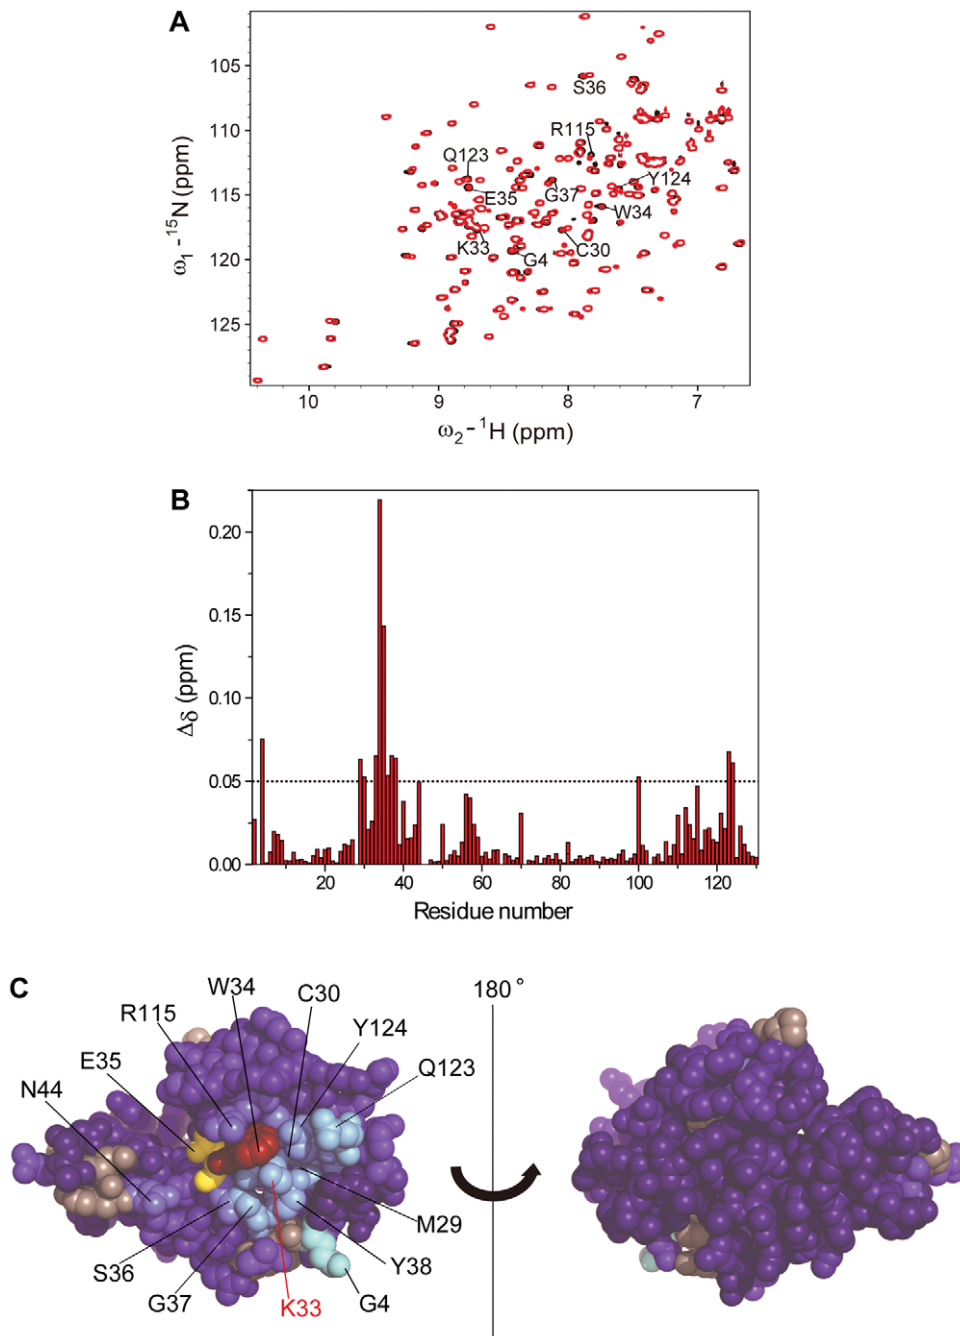 A
105
110
115
120
125
ω1 - 15N (ppm)
S36
R115
Q123
E35
G37
Y124
W34
K33
G4
C30
10
9
8
7
ω2 - 1H (ppm)
B
0.20
0.15
0.10
0.05
0.00
Δδ (ppm)
20
40
60
80
100
120
Residue number
C
W34
C30
180°
R115
Y124
E35
Q123
N44
M29
S36
Y38
G37
K33
G4